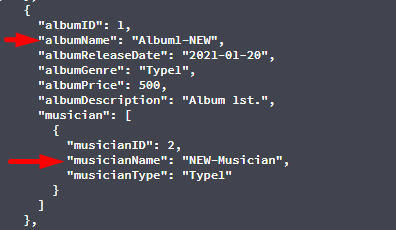 {
"albumID": 1,
"albumName": "Album1-NEW",
"albumReleaseDate": "2021-01-20",
"albumGenre": "Type1",
"albumPrice": 500,
"albumDescription": "Album 1st.",
"musician": [
{
"musicianID": 2,
"musicianName": "NEW-Musician",
"musicianType": "Type1"
}
]
},